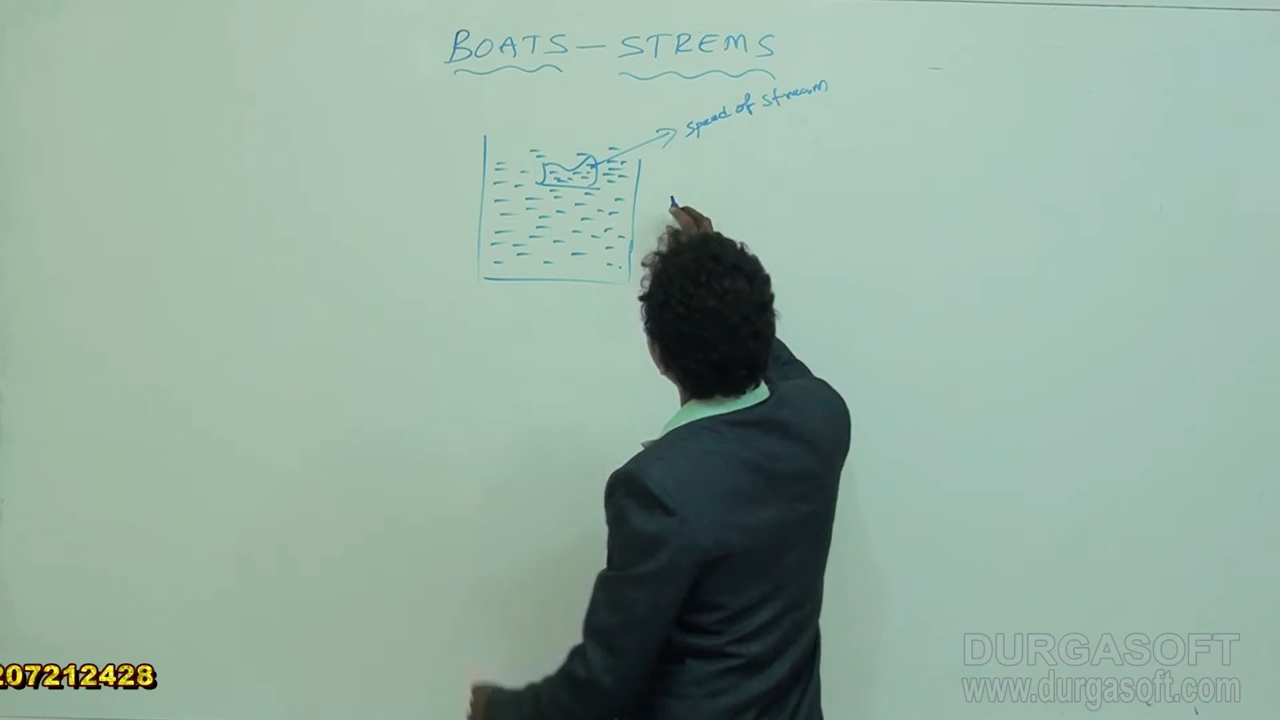 BOATS - STREMS
speed of stream
207212428
DURGASOFT
www.durgasoft.com